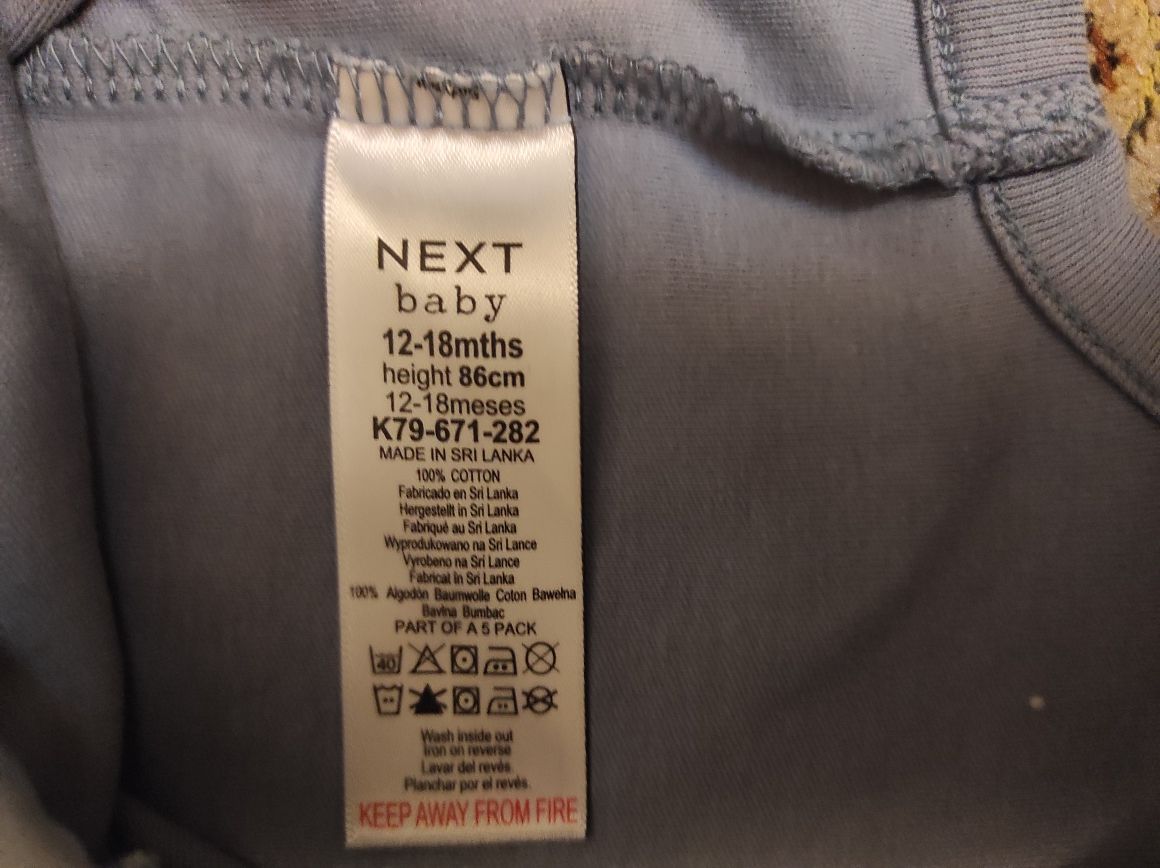 NEXT
baby
12-18mths
height 86cm
12-18meses
K79-671-282
MADE IN SRI LANKA
100% COTTON
Fabricado en Sri Lanka
Hergestellt in Sri Lanka
Fabriqué au Sri Lanka
Wyprodukowano na Sri Lance
Vyrobeno na Sri Lance
Fabricat în Sri Lanka
100% Algodón Baumwolle Coton Bawełna
Bavlna Bumbac
PART OF A 5 PACK
40
Wash inside out
Iron on reverse
Lavar del revés
Planchar por el revés.
KEEP AWAY FROM FIRE